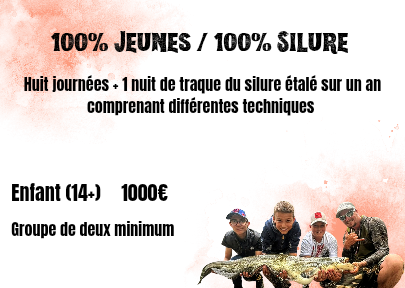 100% JEUNES / 100% SILURE
Huit journées + 1 nuit de traque du silure étalé sur un an
comprenant différentes techniques
Enfant (14+) 1000€
Groupe de deux minimum